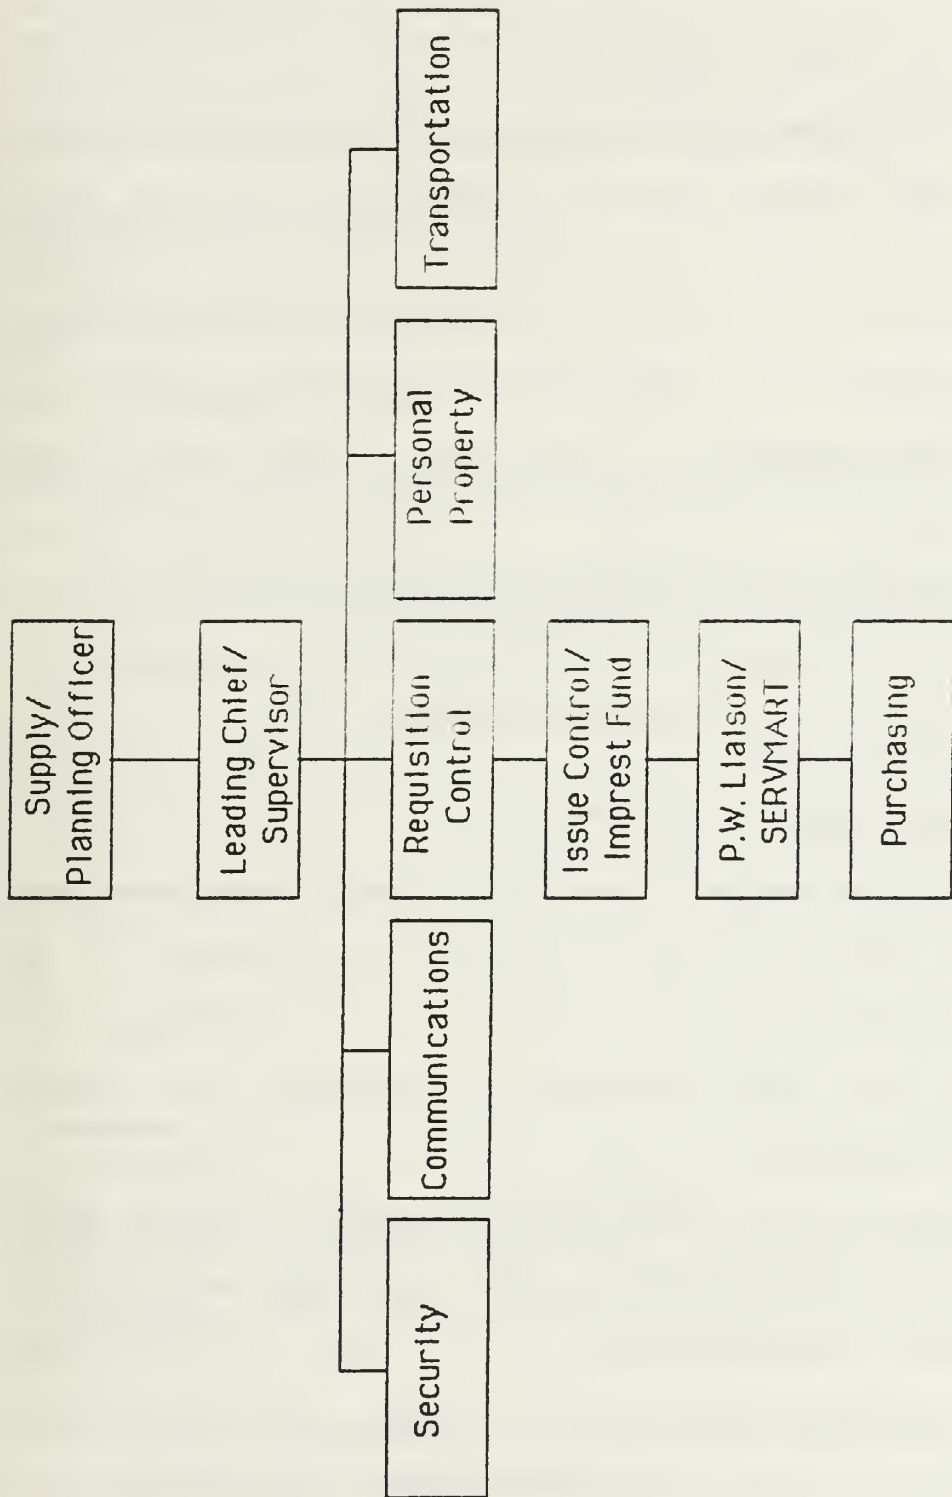 Supply/
Planning Officer
Leading Chief/
Supervisor
Security
Communications
Requisition
Control
Personal
Property
Transportation
Issue Control/
Imprest Fund
P.W. Liaison/
SERVMART
Purchasing